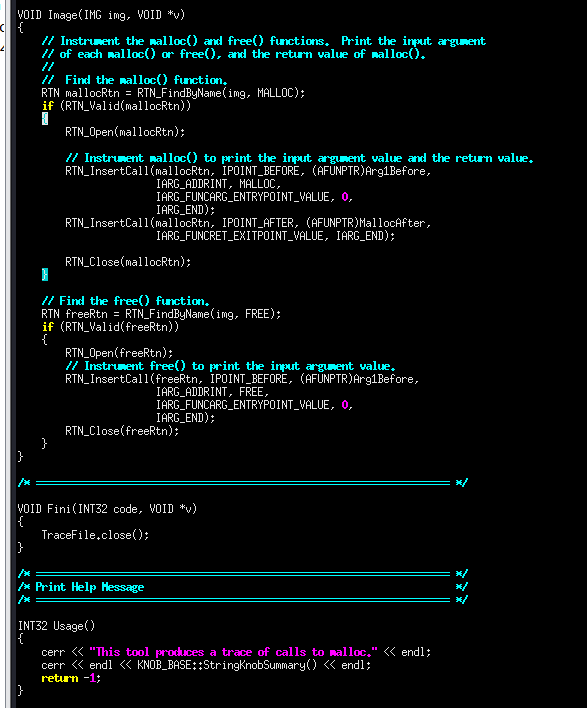 VOID Image(IMG img, VOID *v)
{
    // Instrument the malloc() and free() functions.  Print the input argument
    // of each malloc() or free(), and the return value of malloc().
    //
    //  Find the malloc() function.
    RTN mallocRtn = RTN_FindByName(img, MALLOC);
    if (RTN_Valid(mallocRtn))
    {
        RTN_Open(mallocRtn);

        // Instrument malloc() to print the input argument value and the return value.
        RTN_InsertCall(mallocRtn, IPOINT_BEFORE, (AFUNPTR)Arg1Before,
                       IARG_ADDRINT, MALLOC,
                       IARG_FUNCARG_ENTRYPOINT_VALUE, 0,
                       IARG_END);
        RTN_InsertCall(mallocRtn, IPOINT_AFTER, (AFUNPTR)MallocAfter,
                       IARG_FUNCRET_EXITPOINT_VALUE, IARG_END);

        RTN_Close(mallocRtn);
    }

    // Find the free() function.
    RTN freeRtn = RTN_FindByName(img, FREE);
    if (RTN_Valid(freeRtn))
    {
        RTN_Open(freeRtn);
        // Instrument free() to print the input argument value.
        RTN_InsertCall(freeRtn, IPOINT_BEFORE, (AFUNPTR)Arg1Before,
                       IARG_ADDRINT, FREE,
                       IARG_FUNCARG_ENTRYPOINT_VALUE, 0,
                       IARG_END);
        RTN_Close(freeRtn);
    }
}

/* ===================================================================== */

VOID Fini(INT32 code, VOID *v)
{
    TraceFile.close();
}

/* ===================================================================== */
/* Print Help Message                                                    */
/* ===================================================================== */

INT32 Usage()
{
    cerr << "This tool produces a trace of calls to malloc." << endl;
    cerr << endl << KNOB_BASE::StringKnobSummary() << endl;
    return -1;
}